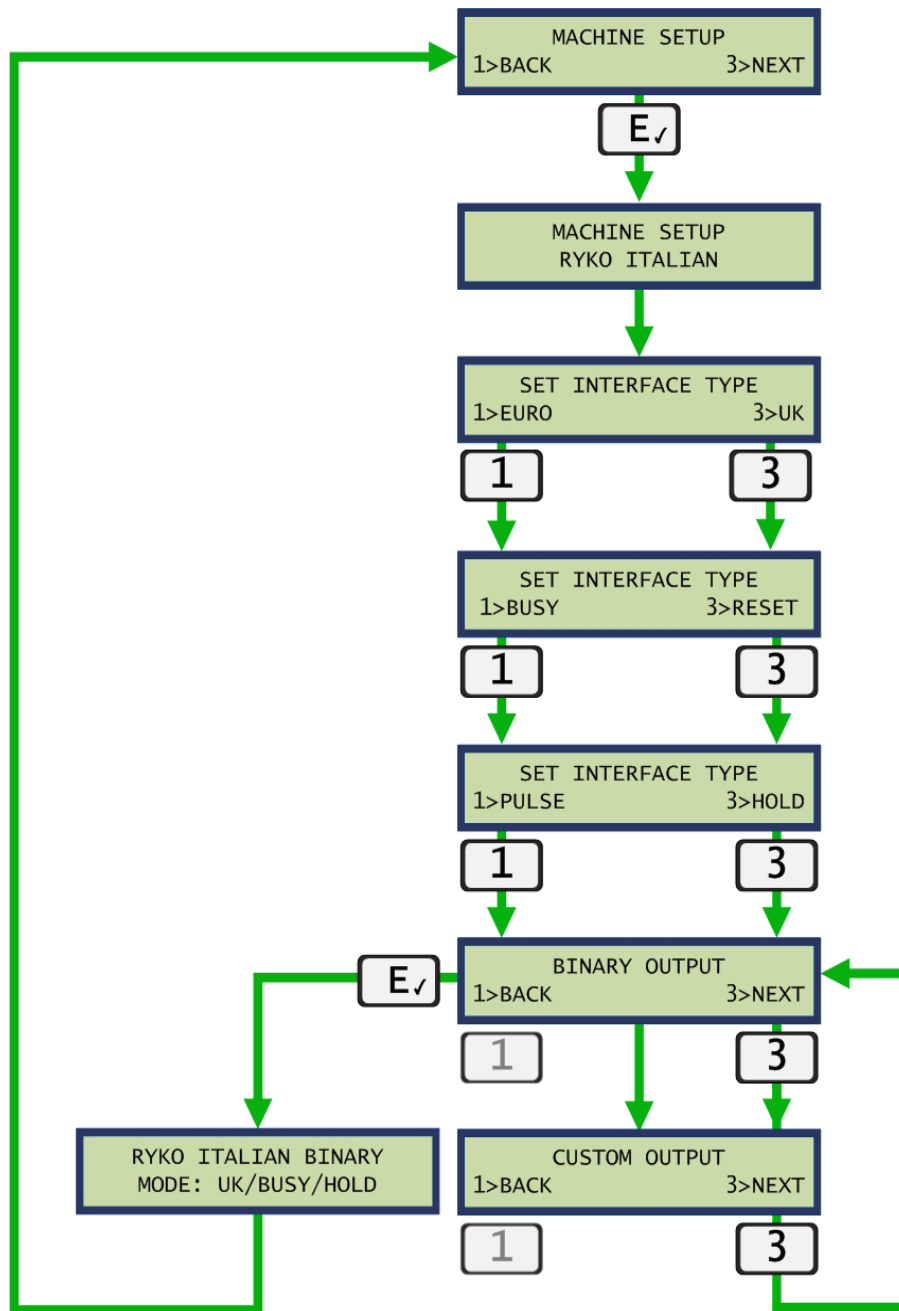 MACHINE SETUP
1>BACK 3>NEXT
E✓
MACHINE SETUP
RYKO ITALIAN
SET INTERFACE TYPE
1>EURO 3>UK
1 3
SET INTERFACE TYPE
1>BUSY 3>RESET
1 3
SET INTERFACE TYPE
1>PULSE 3>HOLD
1 3
BINARY OUTPUT
1>BACK 3>NEXT
E✓
1 3
RYKO ITALIAN BINARY
MODE: UK/BUSY/HOLD
CUSTOM OUTPUT
1>BACK 3>NEXT
1 3